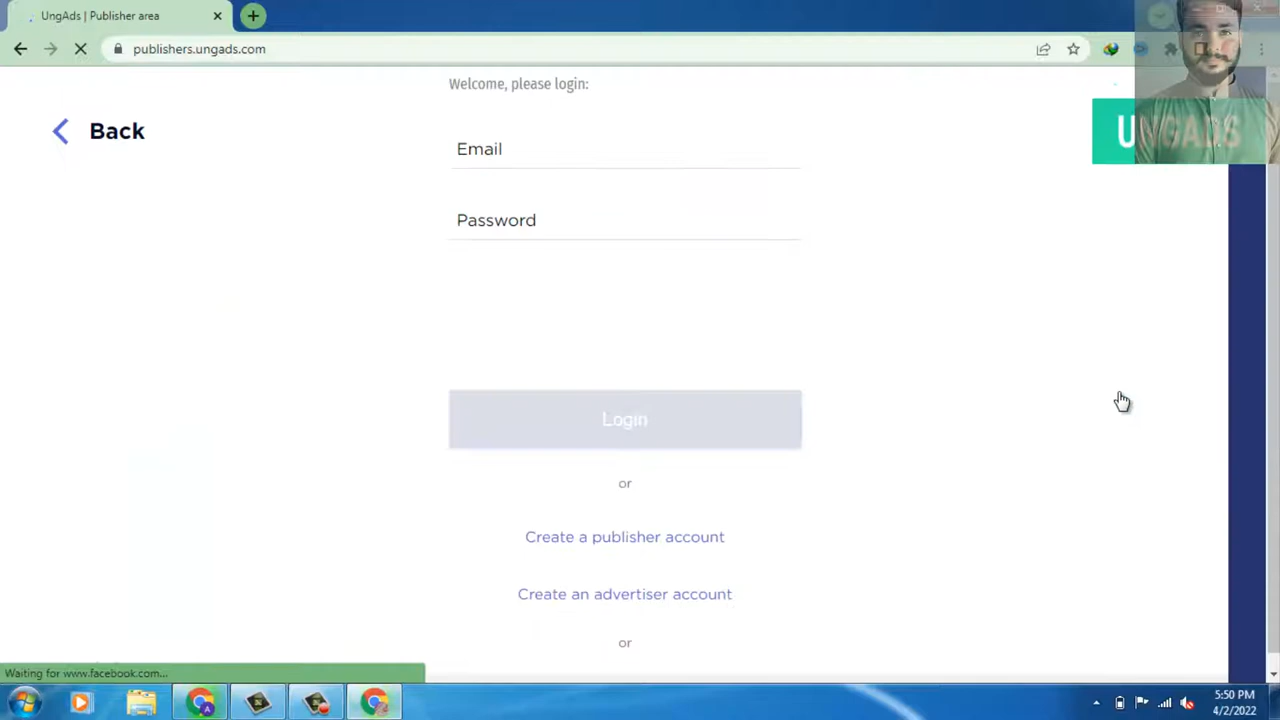 UngAds | Publisher area
publishers.ungads.com
Welcome, please login:
Back
UNGADS
Email
Password
Login
or
Create a publisher account
Create an advertiser account
or
Waiting for www.facebook.com...
5:50 PM
4/2/2022